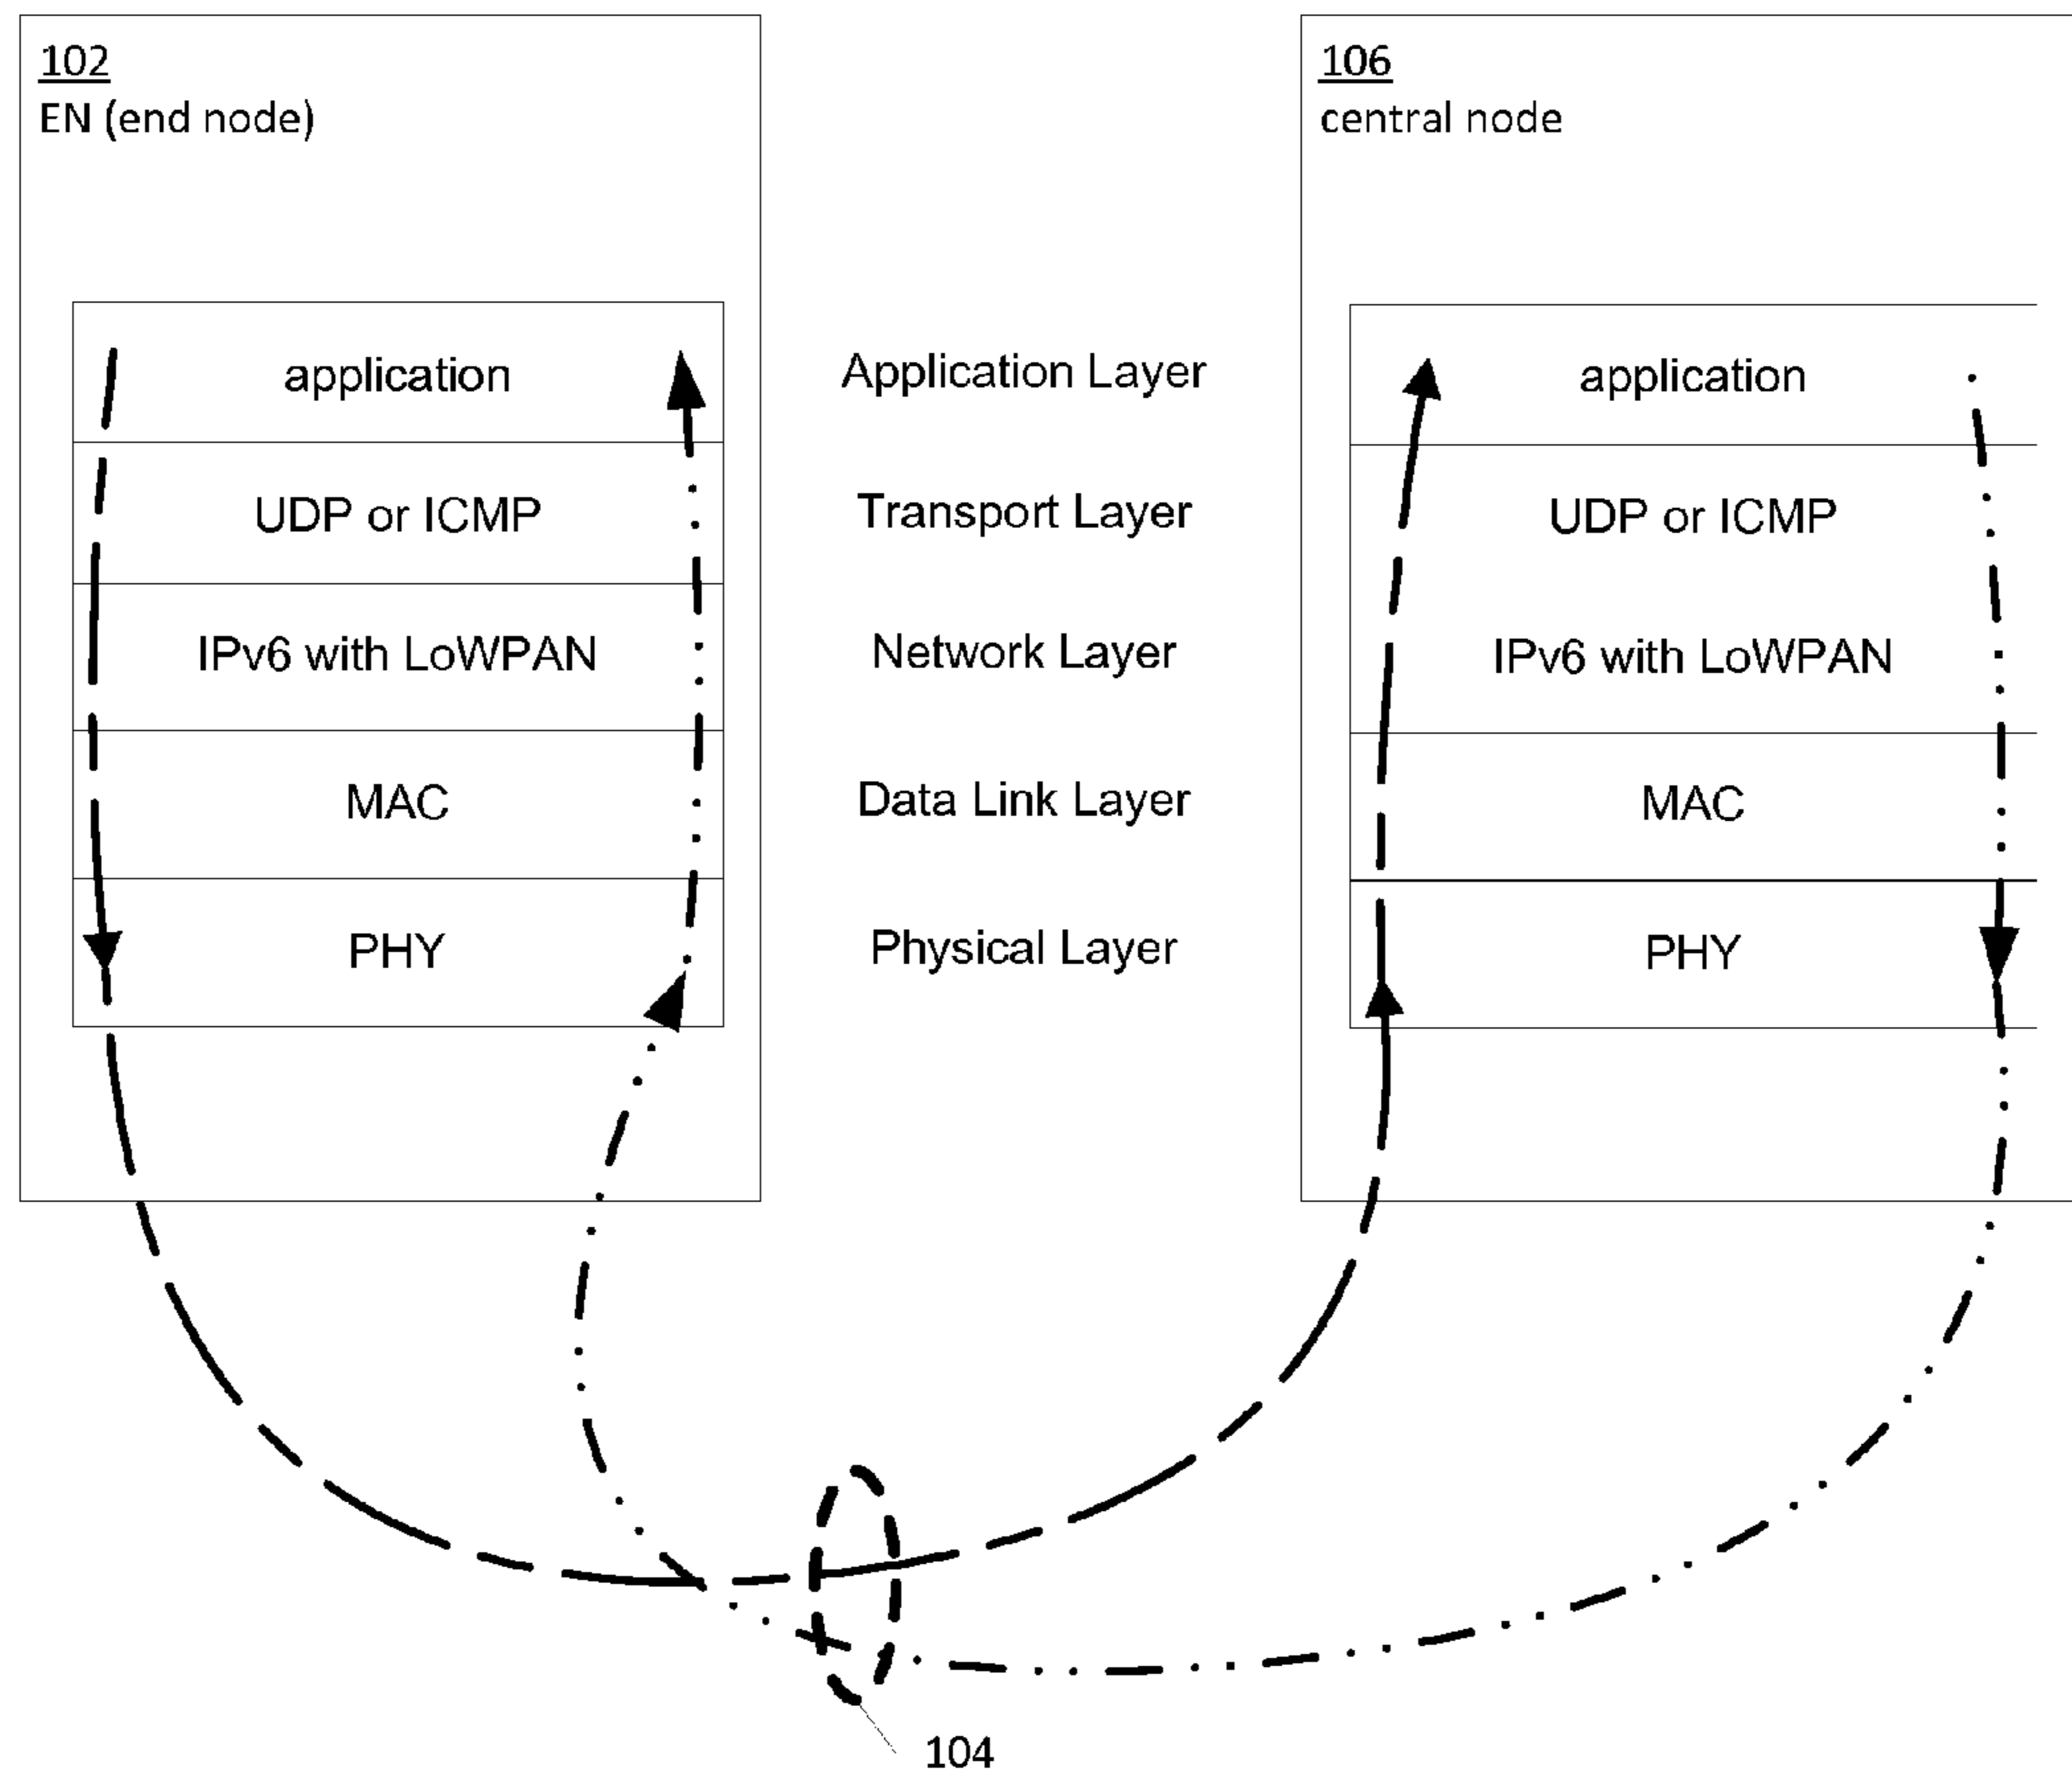 102
EN (end node)
application
UDP or ICMP
IPv6 with LoWPAN
MAC
PHY
Application Layer
Transport Layer
Network Layer
Data Link Layer
Physical Layer
106
central node
application
UDP or ICMP
IPv6 with LoWPAN
MAC
PHY
104